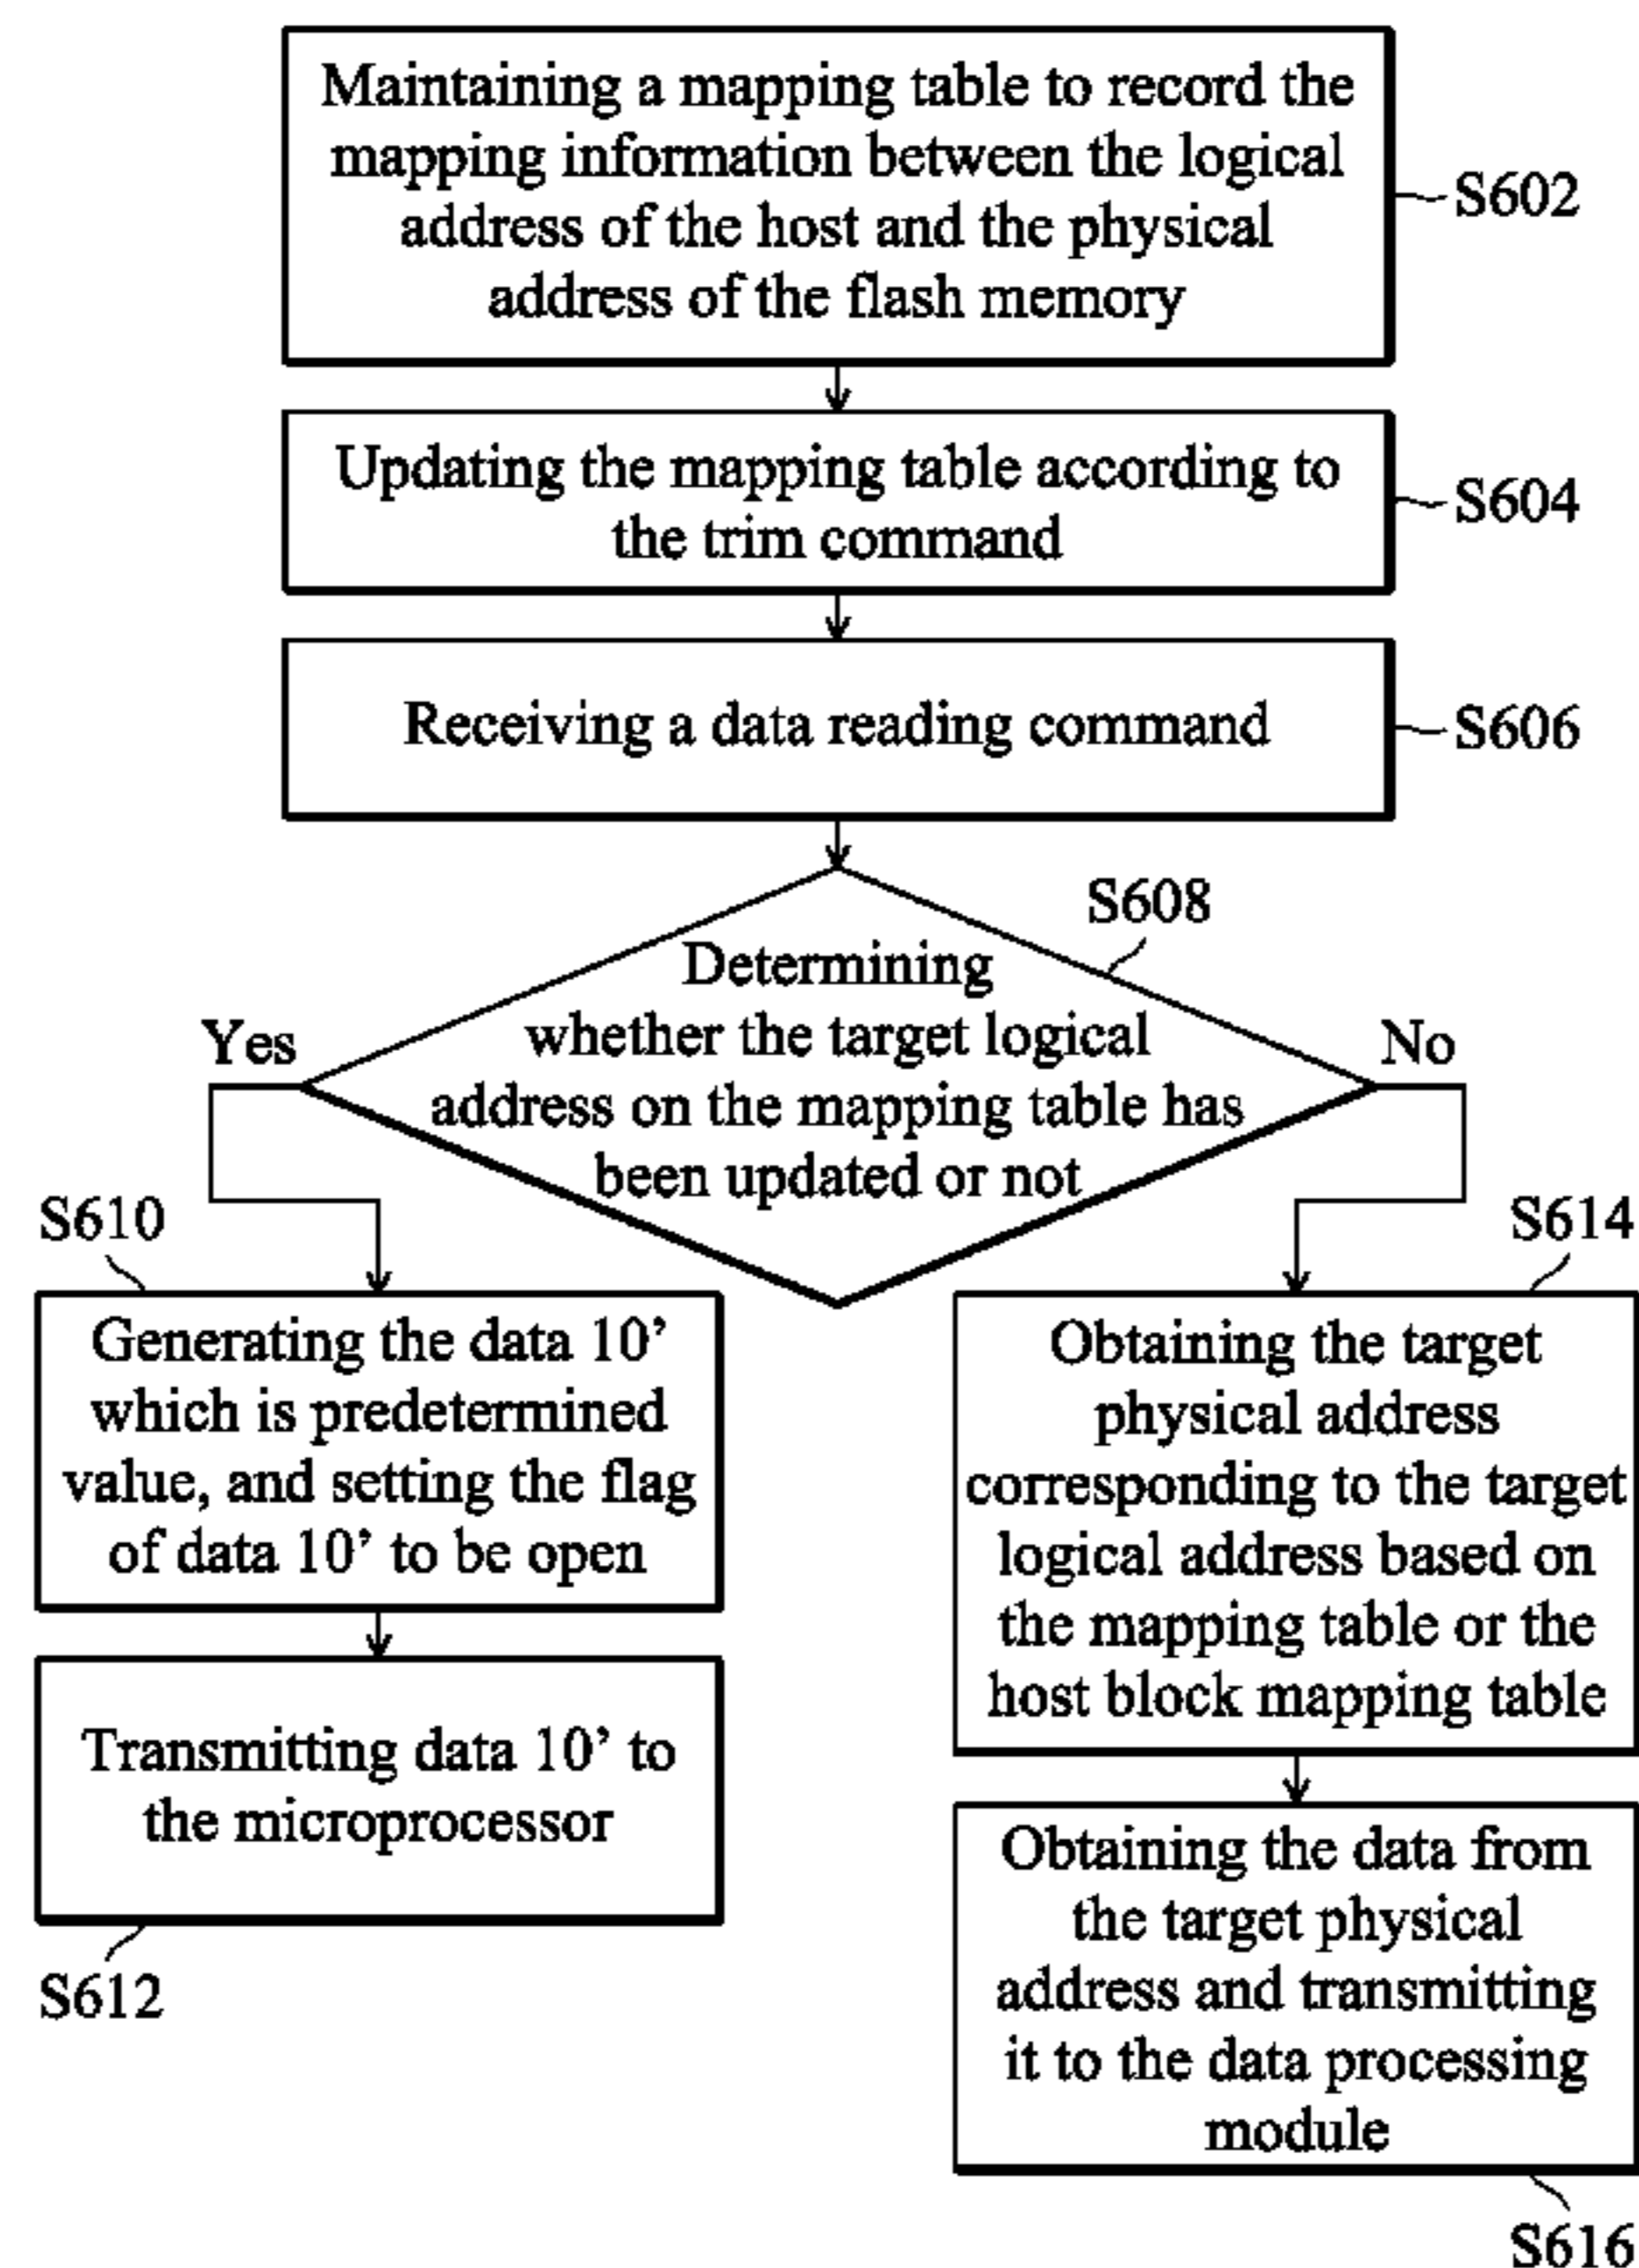 Maintaining a mapping table to record the
mapping information between the logical
address of the host and the physical
address of the flash memory
S602
Updating the mapping table according to
the trim command
S604
Receiving a data reading command
S606
S608
Determining
whether the target logical
address on the mapping table has
been updated or not
Yes
No
S610
Generating the data 10’
which is predetermined
value, and setting the flag
of data 10’ to be open
Transmitting data 10’ to
the microprocessor
S612
S614
Obtaining the target
physical address
corresponding to the target
logical address based on
the mapping table or the
host block mapping table
Obtaining the data from
the target physical
address and transmitting
it to the data processing
module
S616